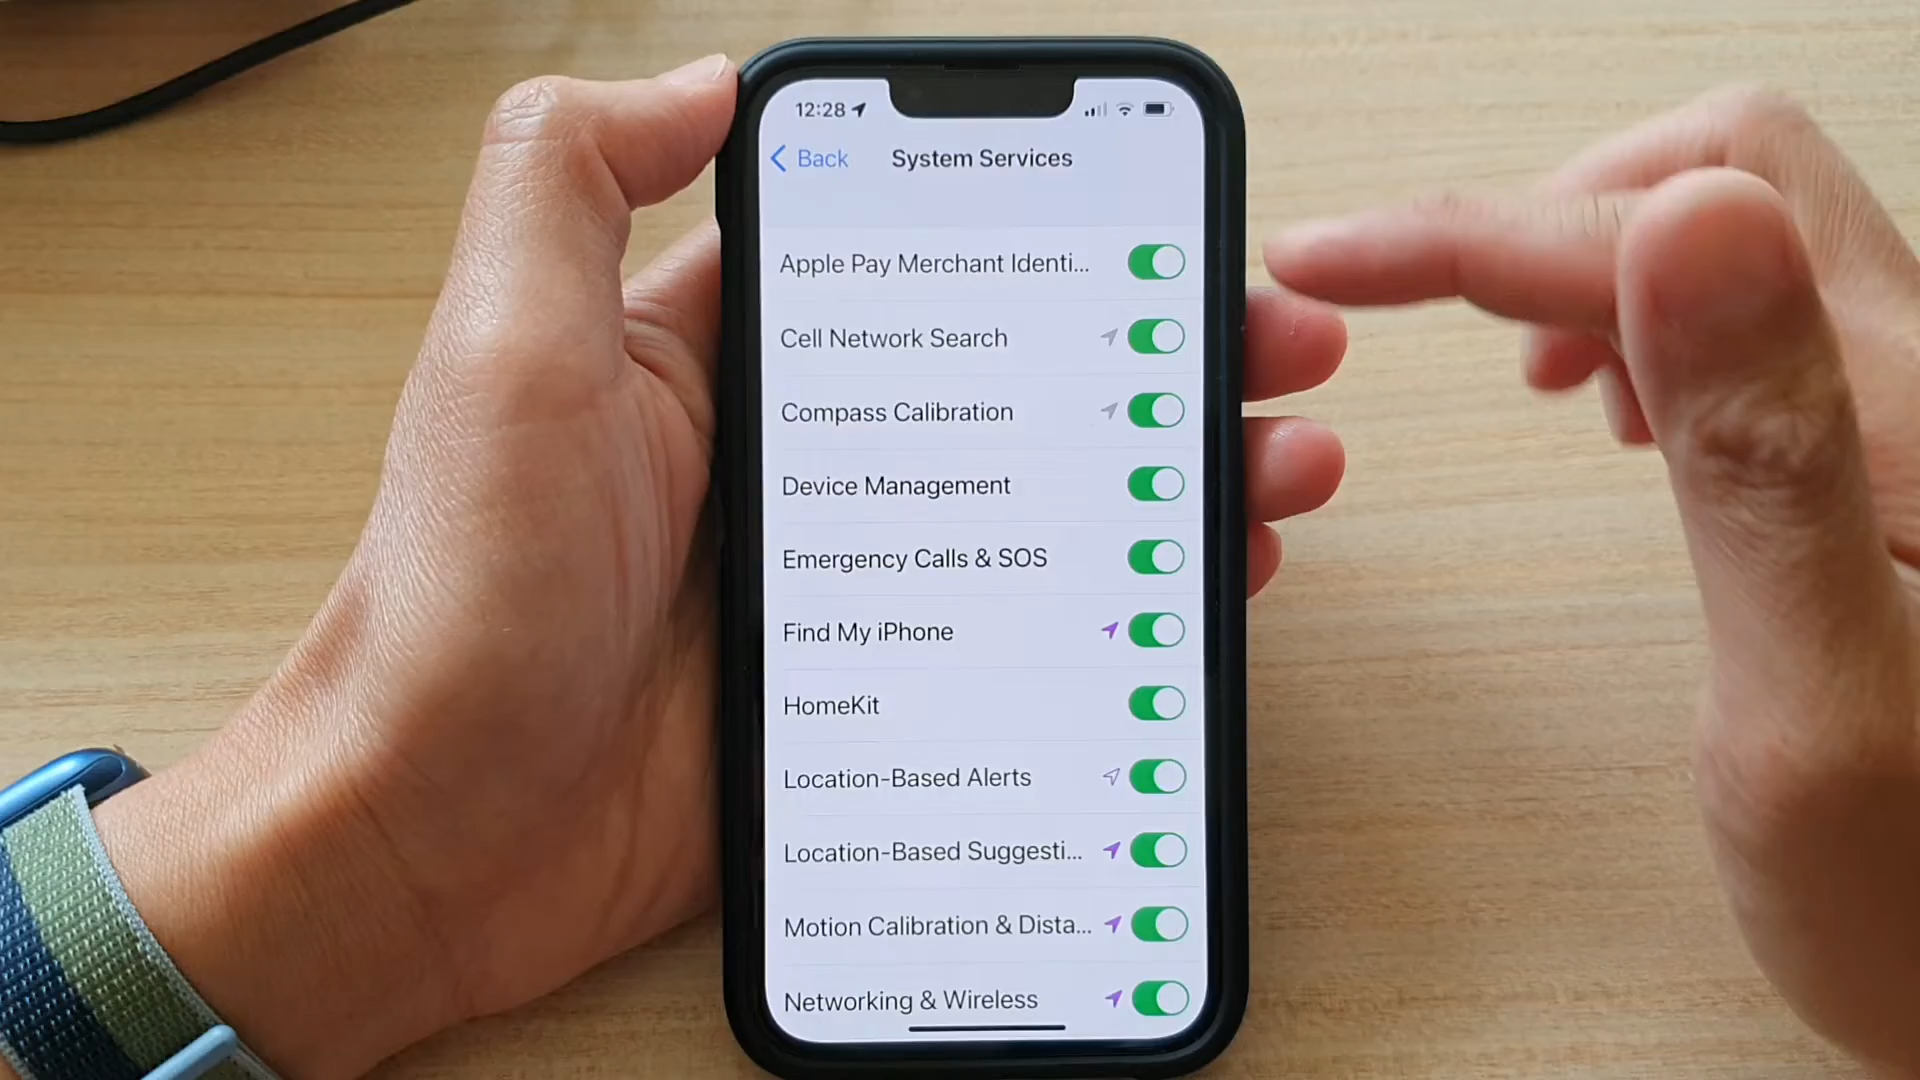 12:28
Back
System Services
Apple Pay Merchant Identi...
Cell Network Search
Compass Calibration
Device Management
Emergency Calls & SOS
Find My iPhone
HomeKit
Location-Based Alerts
Location-Based Suggesti...
Motion Calibration & Dista...
Networking & Wireless